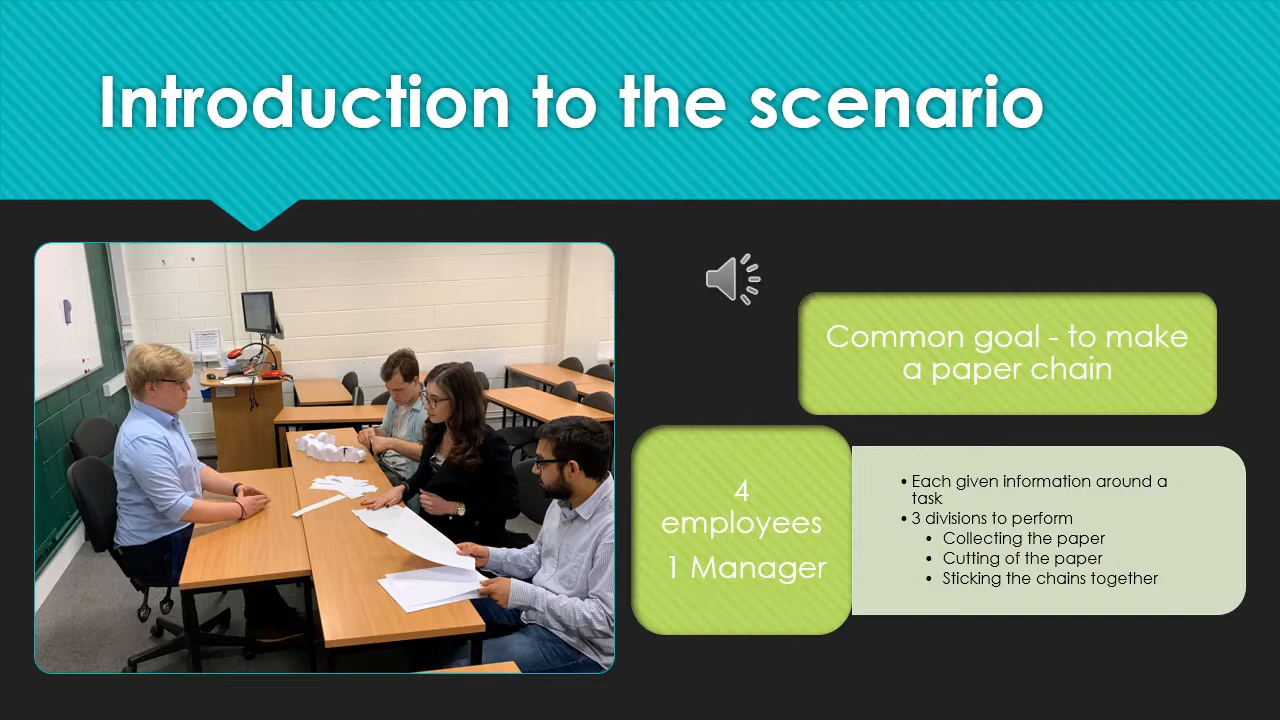 Introduction to the scenario
Common goal - to make
a paper chain
4
employees
1 Manager
• Each given information around a
task
• 3 divisions to perform
• Collecting the paper
• Cutting of the paper
• Sticking the chains together